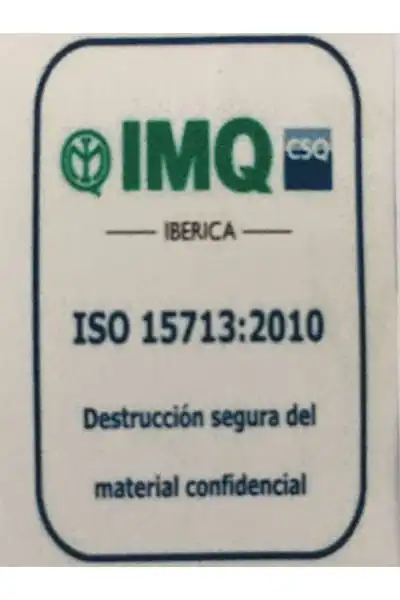 IMQ CSQ
IBERICA
ISO 15713:2010
Destrucción segura del
material confidencial